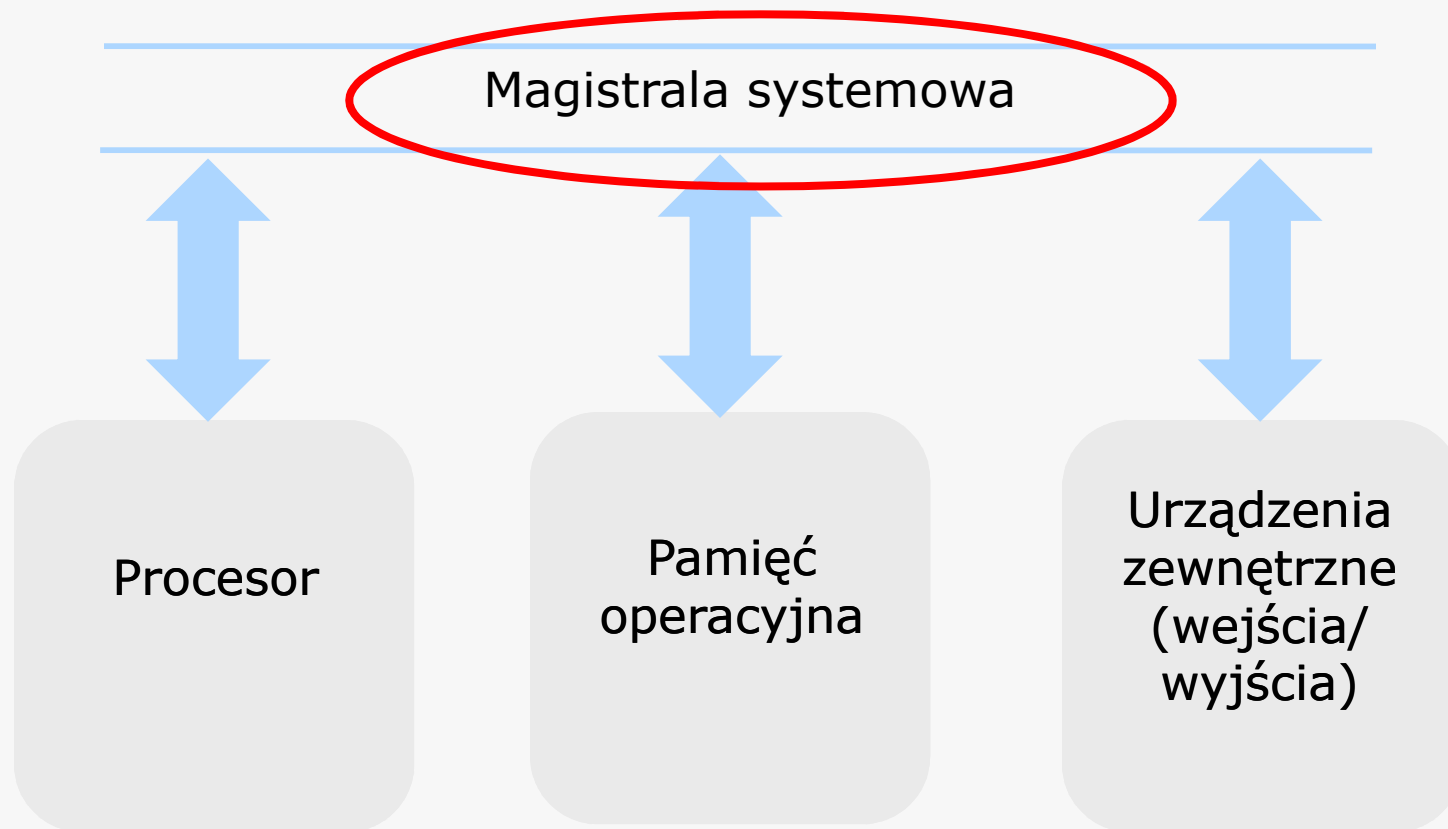 Magistrala systemowa
Procesor
Pamięć
operacyjna
Urządzenia
zewnętrzne
(wejścia/
wyjścia)